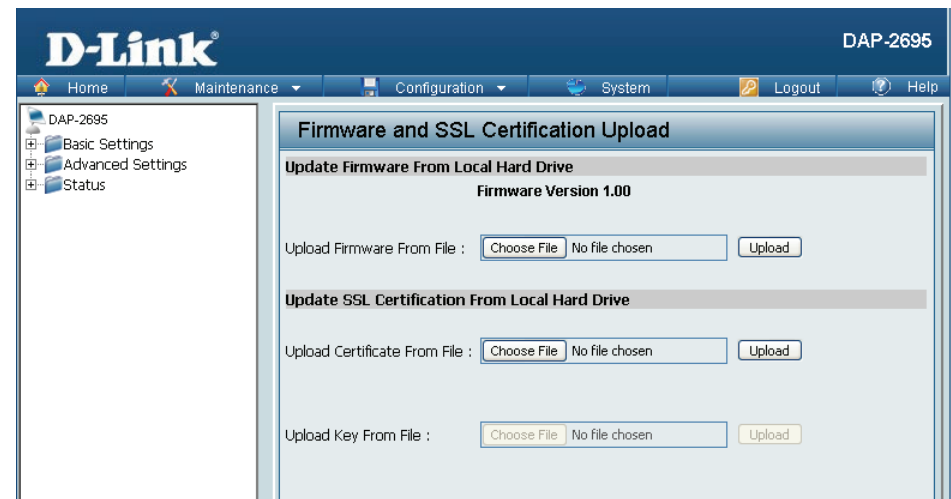 D-Link®
DAP-2695
Home Maintenance Configuration System Logout Help
DAP-2695
Basic Settings
Advanced Settings
Status
Firmware and SSL Certification Upload
Update Firmware From Local Hard Drive
Firmware Version 1.00
Upload Firmware From File : Choose File No file chosen Upload
Update SSL Certification From Local Hard Drive
Upload Certificate From File : Choose File No file chosen Upload
Upload Key From File : Choose File No file chosen Upload